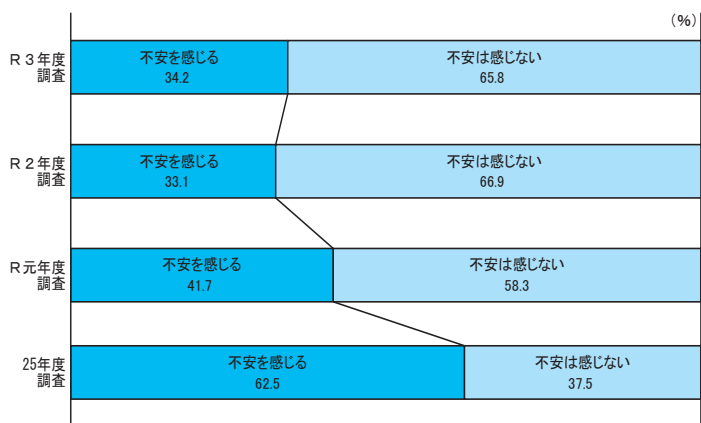 (%)
R3年度
調査
不安を感じる
34.2
不安は感じない
65.8
R2年度
調査
不安を感じる
33.1
不安は感じない
66.9
R元年度
調査
不安を感じる
41.7
不安は感じない
58.3
25年度
調査
不安を感じる
62.5
不安は感じない
37.5